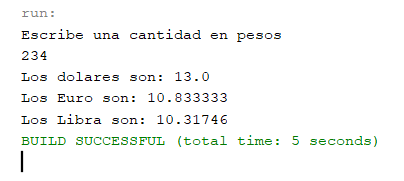 run:
Escribe una cantidad en pesos
234
Los dolares son: 13.0
Los Euro son: 10.833333
Los Libra son: 10.31746
BUILD SUCCESSFUL (total time: 5 seconds)